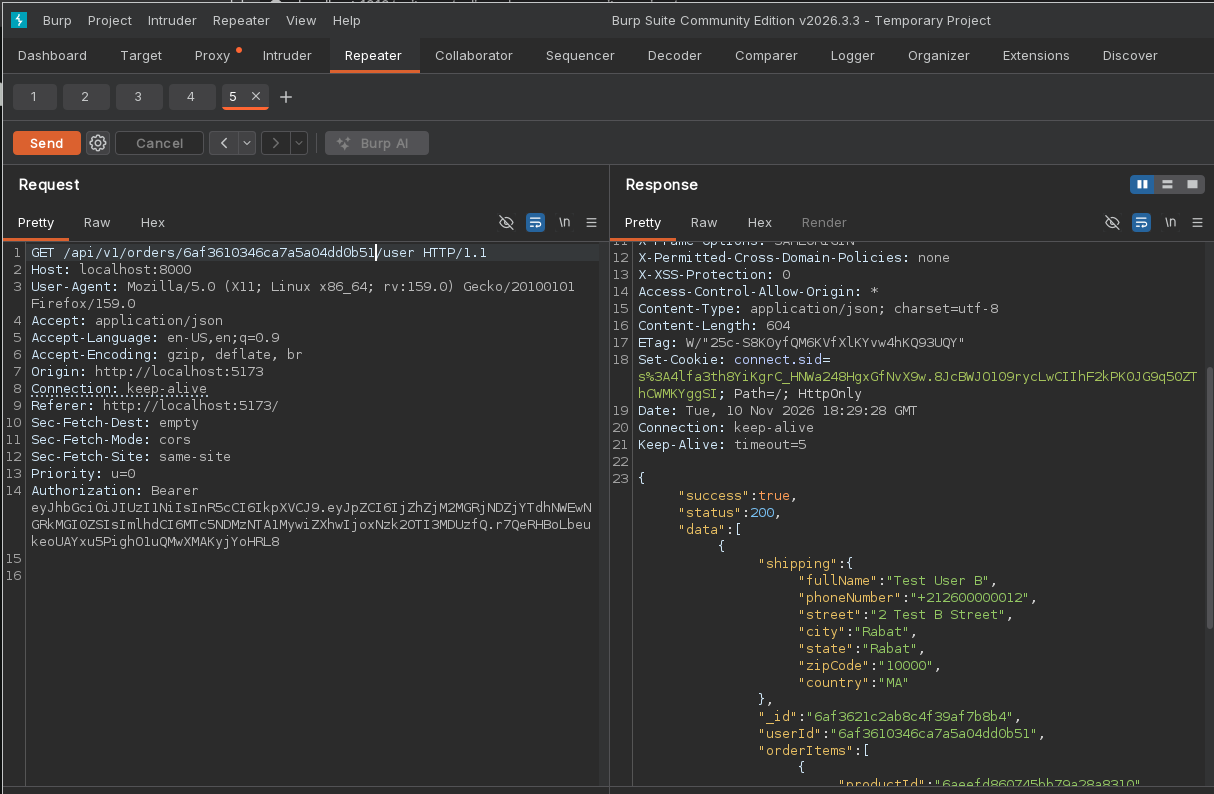 Burp Project Intruder Repeater View Help Burp Suite Community Edition v2026.3.3 - Temporary Project
Dashboard Target Proxy Intruder Repeater Collaborator Sequencer Decoder Comparer Logger Organizer Extensions Discover
1 2 3 4 5 × +
Send Cancel < > Burp AI
Request
Pretty Raw Hex \n
1 GET /api/v1/orders/6af3610346ca7a5a04dd0b51/user HTTP/1.1
2 Host: localhost:8000
3 User-Agent: Mozilla/5.0 (X11; Linux x86_64; rv:159.0) Gecko/20100101
Firefox/159.0
4 Accept: application/json
5 Accept-Language: en-US,en;q=0.9
6 Accept-Encoding: gzip, deflate, br
7 Origin: http://localhost:5173
8 Connection: keep-alive
9 Referer: http://localhost:5173/
10 Sec-Fetch-Dest: empty
11 Sec-Fetch-Mode: cors
12 Sec-Fetch-Site: same-site
13 Priority: u=0
14 Authorization: Bearer
eyJhbGciOiJIUzI1NiIsInR5cCI6IkpXVCJ9.eyJpZCI6IjZhZjM2MGRjNDZjYTdhNWEwN
GRkMGI0ZSIsImlhdCI6MTc5NDMzNTA1MywiZXhwIjoxNzk2OTI3MDUzfQ.r7QeRHBoLbeu
keoUAYxu5PighO1uQMwXMAKyjYoHRL8
15
16
Response
Pretty Raw Hex Render \n
11 X-Frame-Options: SAMEORIGIN
12 X-Permitted-Cross-Domain-Policies: none
13 X-XSS-Protection: 0
14 Access-Control-Allow-Origin: *
15 Content-Type: application/json; charset=utf-8
16 Content-Length: 604
17 ETag: W/"25c-S8KOyfQM6KVfXlKYvw4hKQ93UQY"
18 Set-Cookie: connect.sid=
s%3A4lfa3th8YiKgrC_HNWa248HgxGfNvX9w.8JcBWJO1O9rycLwCIIhF2kPK0JG9q50ZT
hCWMKYggSI; Path=/; HttpOnly
19 Date: Tue, 10 Nov 2026 18:29:28 GMT
20 Connection: keep-alive
21 Keep-Alive: timeout=5
22
23 {
"success":true,
"status":200,
"data":[
{
"shipping":{
"fullName":"Test User B",
"phoneNumber":"+212600000012",
"street":"2 Test B Street",
"city":"Rabat",
"state":"Rabat",
"zipCode":"10000",
"country":"MA"
},
"_id":"6af3621c2ab8c4f39af7b8b4",
"userId":"6af3610346ca7a5a04dd0b51",
"orderItems":[
{
"productId":"6aeefd860745bb79a28a8310",